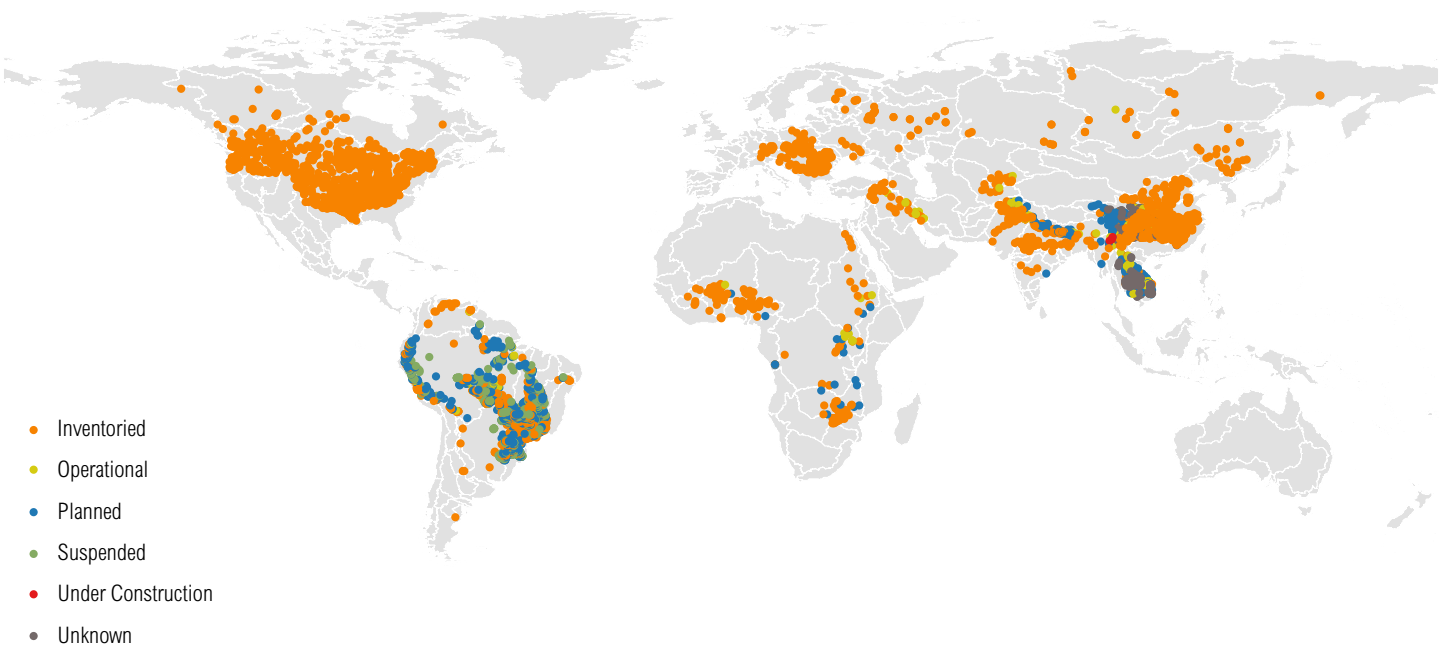 Inventoried
Operational
Planned
Suspended
Under Construction
Unknown